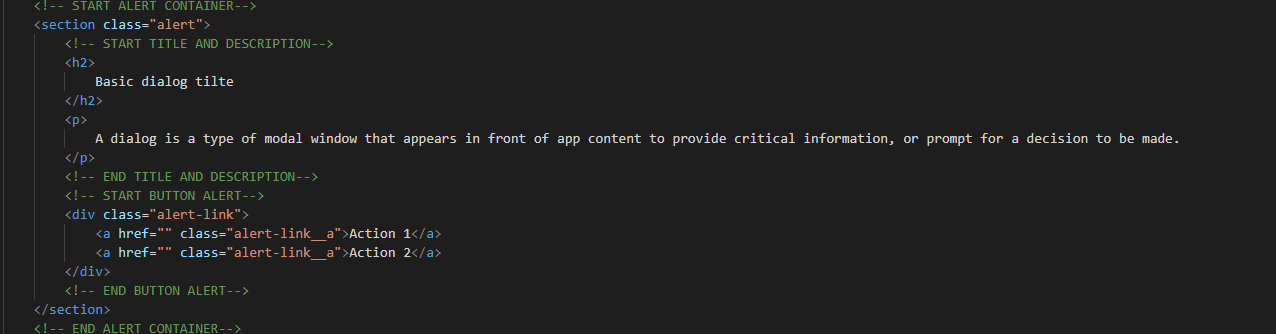 <!-- START ALERT CONTAINER-->
<section class="alert">
<!-- START TITLE AND DESCRIPTION-->
<h2>
Basic dialog tilte
</h2>
<p>
A dialog is a type of modal window that appears in front of app content to provide critical information, or prompt for a decision to be made.
</p>
<!-- END TITLE AND DESCRIPTION-->
<!-- START BUTTON ALERT-->
<div class="alert-link">
<a href="" class="alert-link__a">Action 1</a>
<a href="" class="alert-link__a">Action 2</a>
</div>
<!-- END BUTTON ALERT-->
</section>
<!-- END ALERT CONTAINER-->